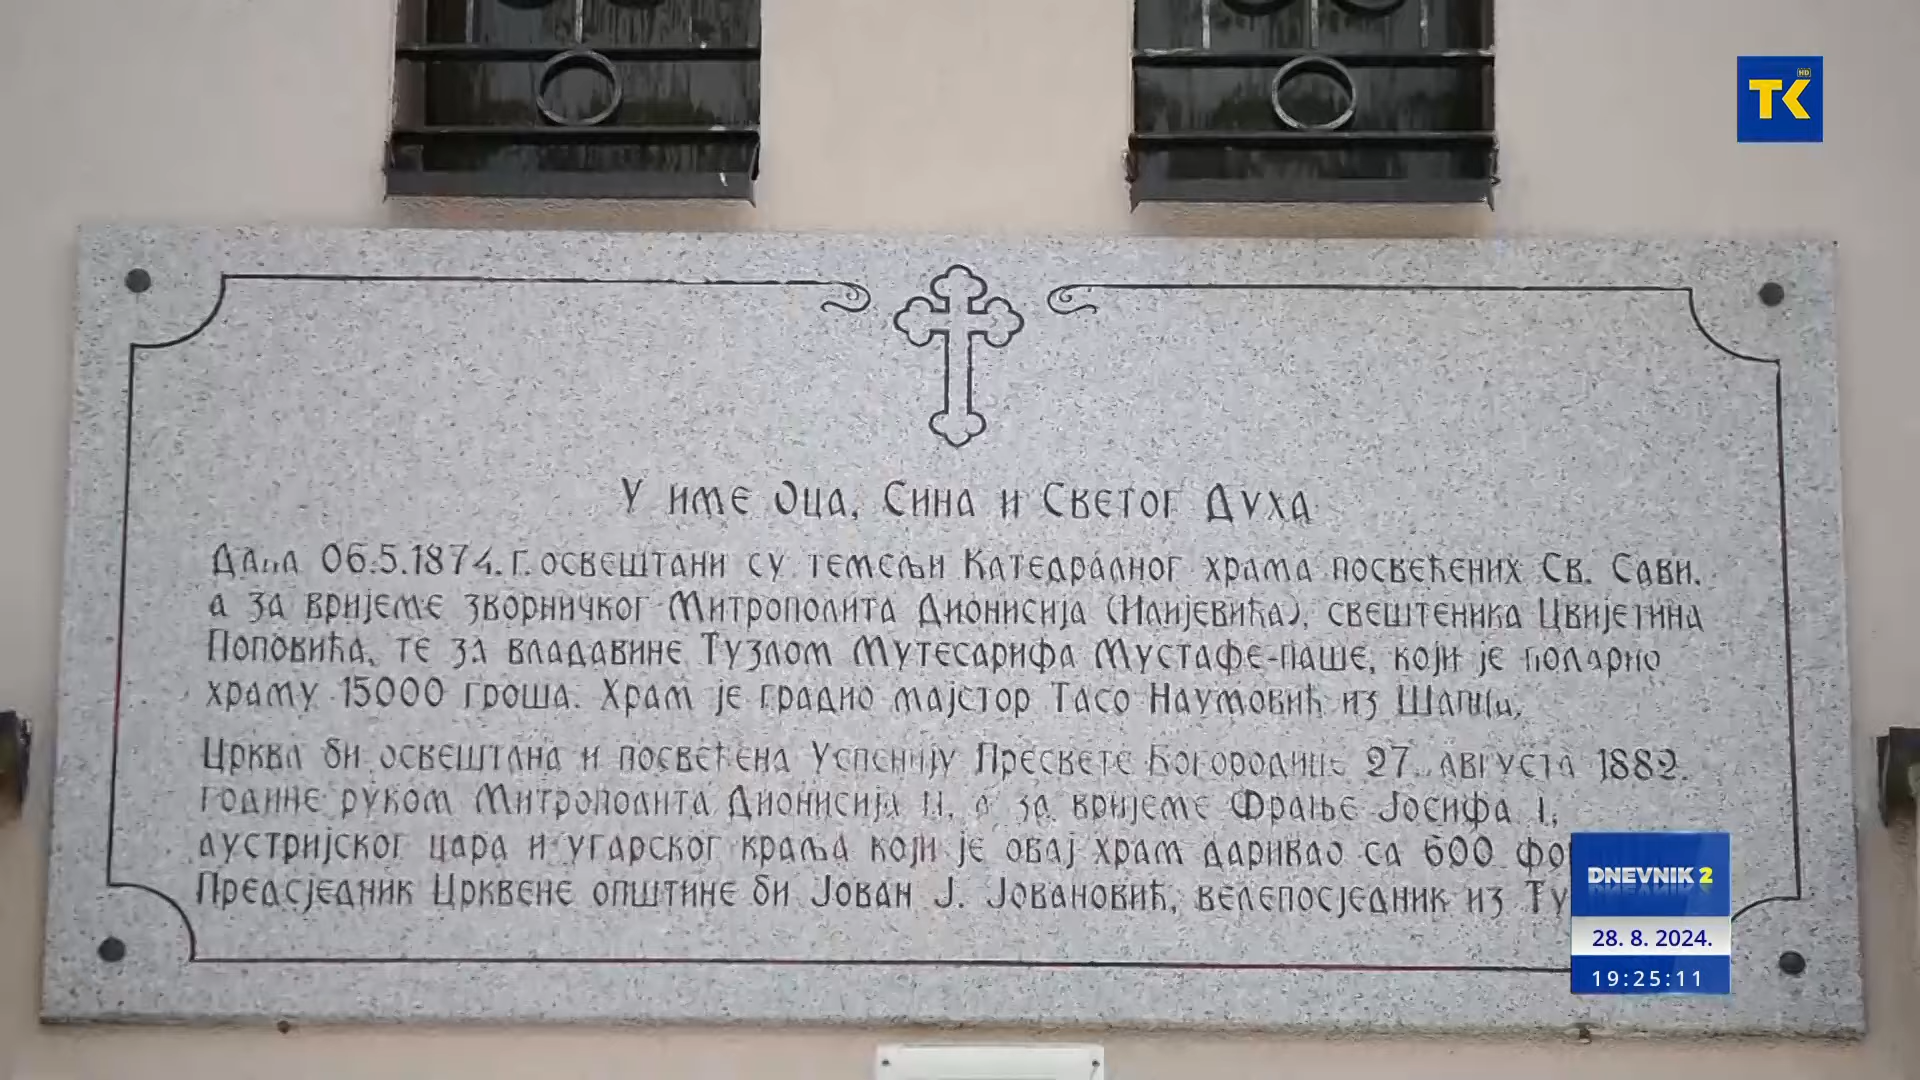 TK HD
У име Оца, Сина и Светог Духа
Дана 06.5.1874. г. освештани су темељи Катедралног храма посвећених Св. Сави,
а за вријеме зворничког Митрополита Дионисија (Илијевића), свештеника Цвијетина
Поповића, те за владавине Тузлом Мутесарифа Мустафе-паше, који је
храму 15000 гроша. Храм је градио мајстор Тасо Наумовић из
Црква би освештана и посвећена Успенију Пресвете Богородице 27. августа 1882.
године руком Митрополита Дионисија II, а за вријеме Фрање Јосифа I,
аустријског цара и угарског краља који је овај храм даривао са 600
Предсједник Црквене општине би Јован Ј. Јовановић, велепосједник из
DNEVNIK 2
28. 8. 2024.
19:25:11